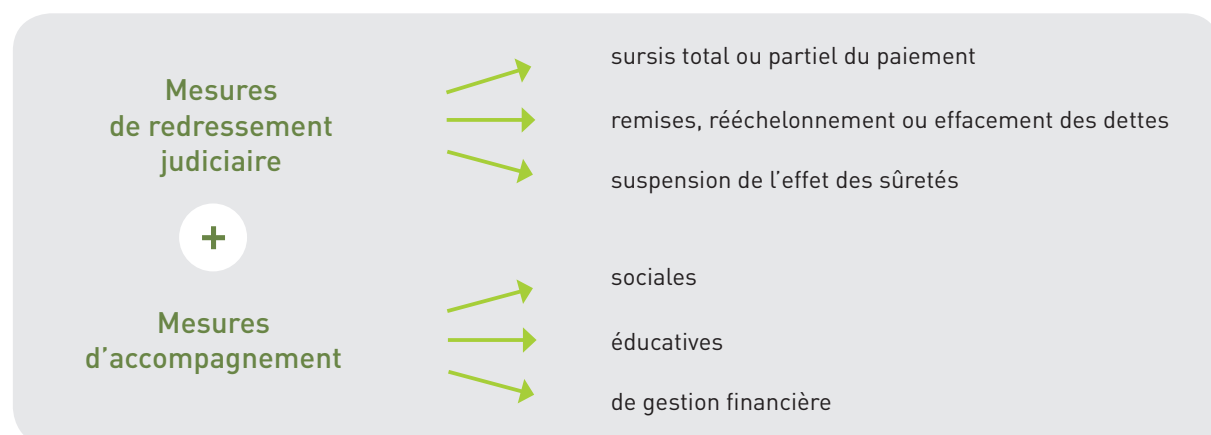 Mesures
de redressement
judiciaire
sursis total ou partiel du paiement
remises, rééchelonnement ou effacement des dettes
suspension de l’effet des sûretés
+
Mesures
d’accompagnement
sociales
éducatives
de gestion financière